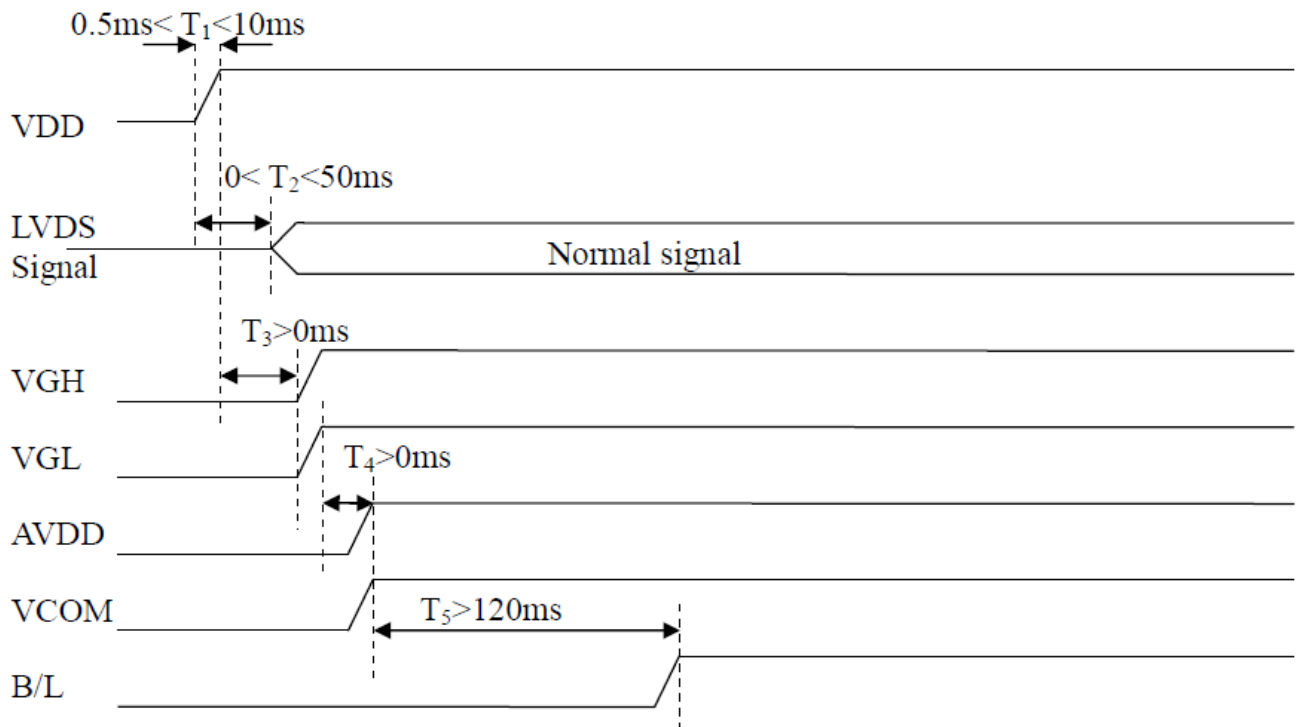 0.5ms< T₁<10ms
VDD
0< T₂<50ms
LVDS
Signal
Normal signal
T₃>0ms
VGH
VGL
T₄>0ms
AVDD
VCOM
T₅>120ms
B/L